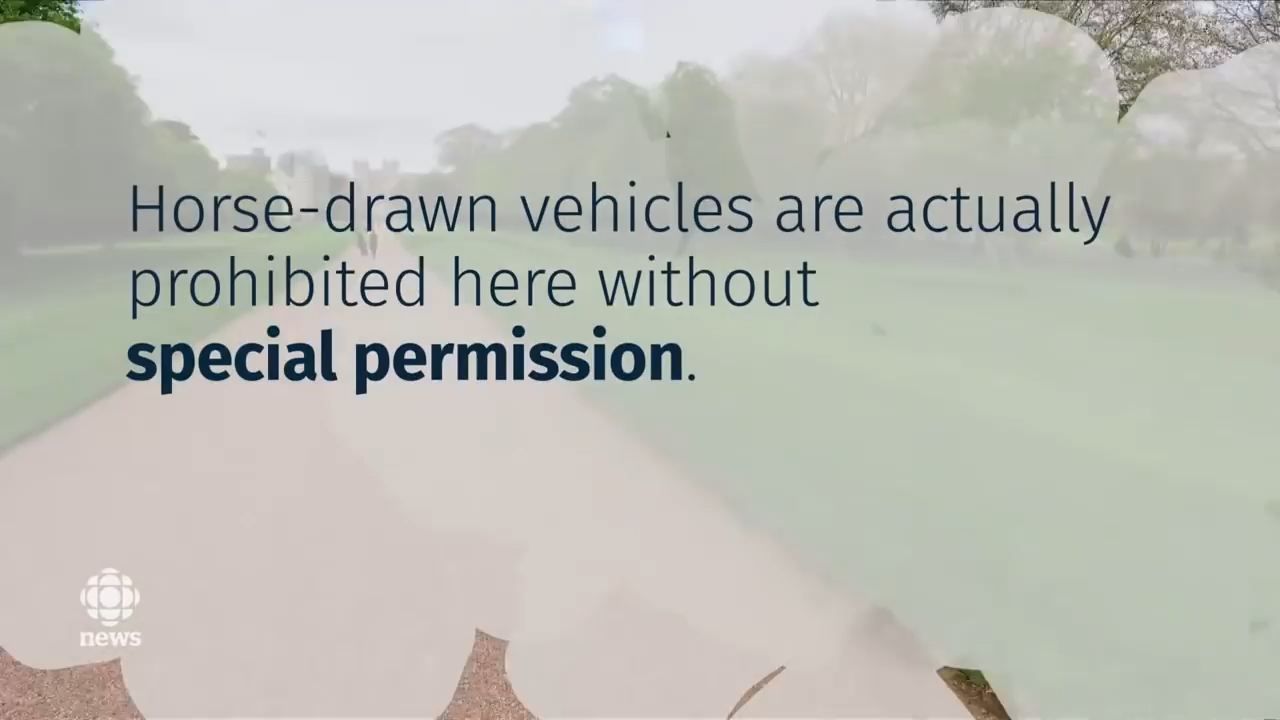 Horse-drawn vehicles are actually
prohibited here without
special permission.
news